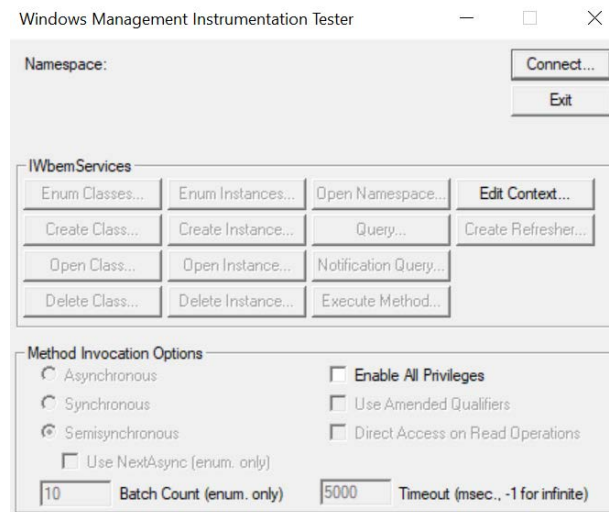 Windows Management Instrumentation Tester
Namespace:
Connect...
Exit
IWbemServices
Enum Classes... Enum Instances... Open Namespace... Edit Context...
Create Class... Create Instance... Query... Create Refresher...
Open Class... Open Instance... Notification Query...
Delete Class... Delete Instance... Execute Method...
Method Invocation Options
Asynchronous Enable All Privileges
Synchronous Use Amended Qualifiers
Semisynchronous Direct Access on Read Operations
Use NextAsync (enum. only)
10 Batch Count (enum. only) 5000 Timeout (msec., -1 for infinite)